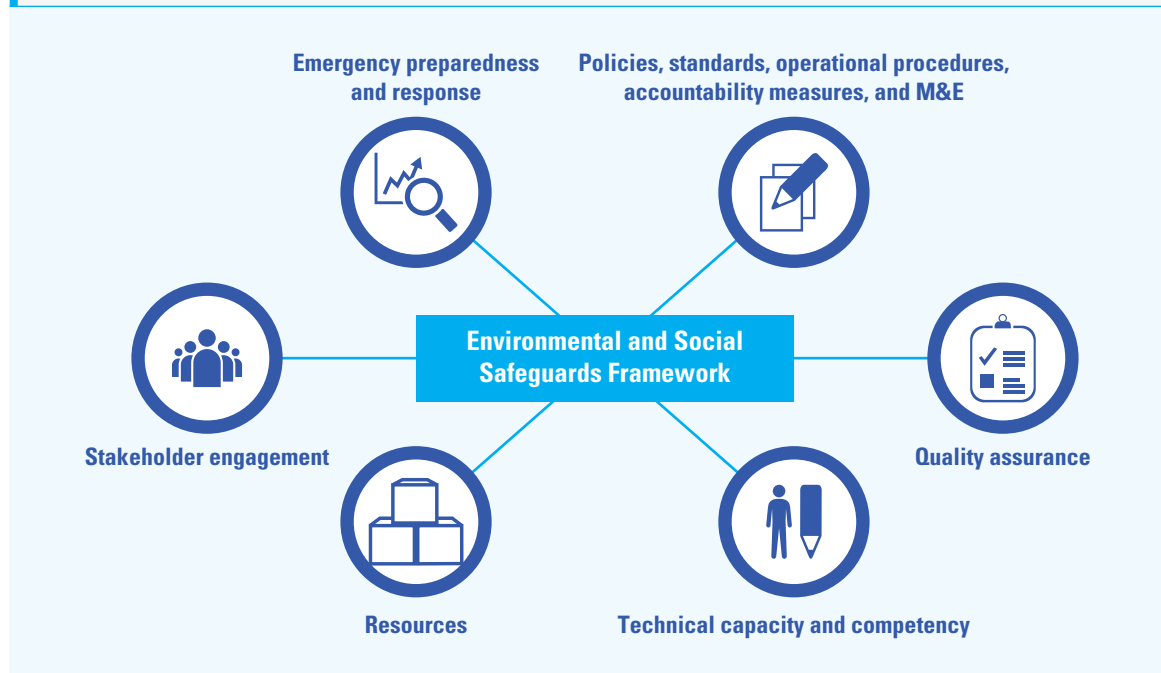 Emergency preparedness
and response
Policies, standards, operational procedures,
accountability measures, and M&E
Environmental and Social
Safeguards Framework
Stakeholder engagement
Quality assurance
Resources
Technical capacity and competency